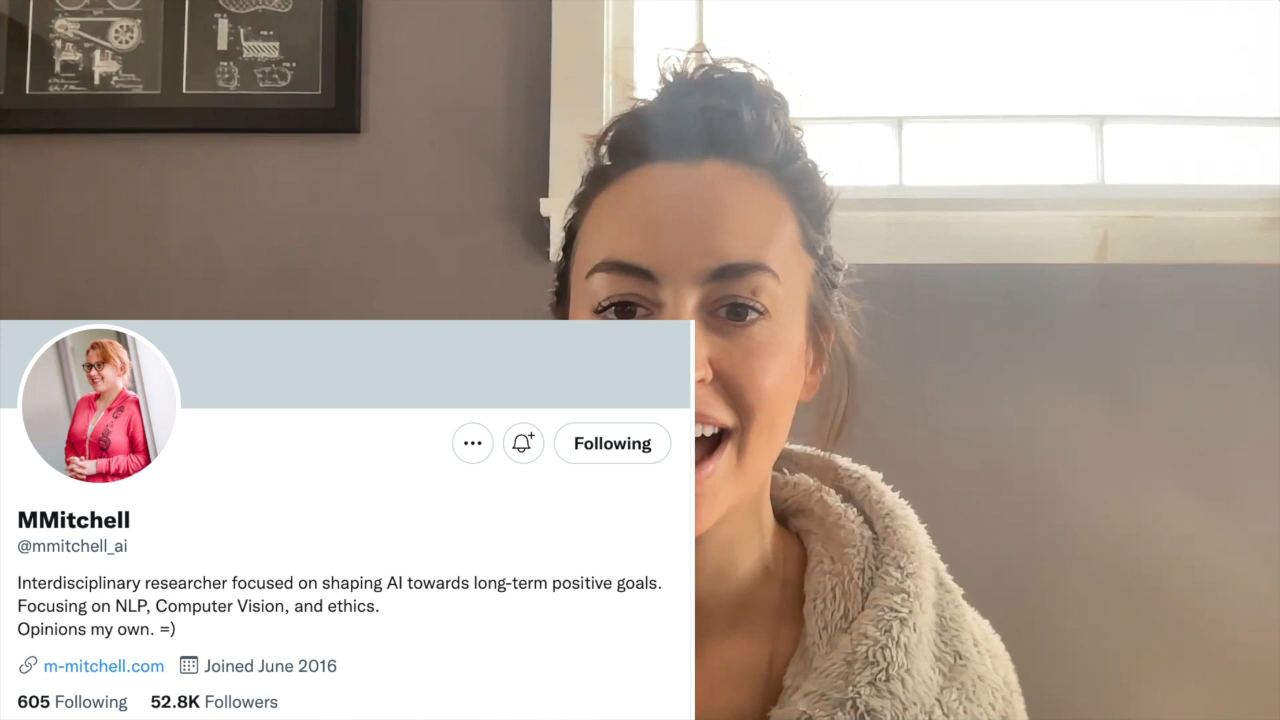 Following
MMitchell
@mmitchell_ai
Interdisciplinary researcher focused on shaping AI towards long-term positive goals.
Focusing on NLP, Computer Vision, and ethics.
Opinions my own. =)
m-mitchell.com Joined June 2016
605 Following 52.8K Followers